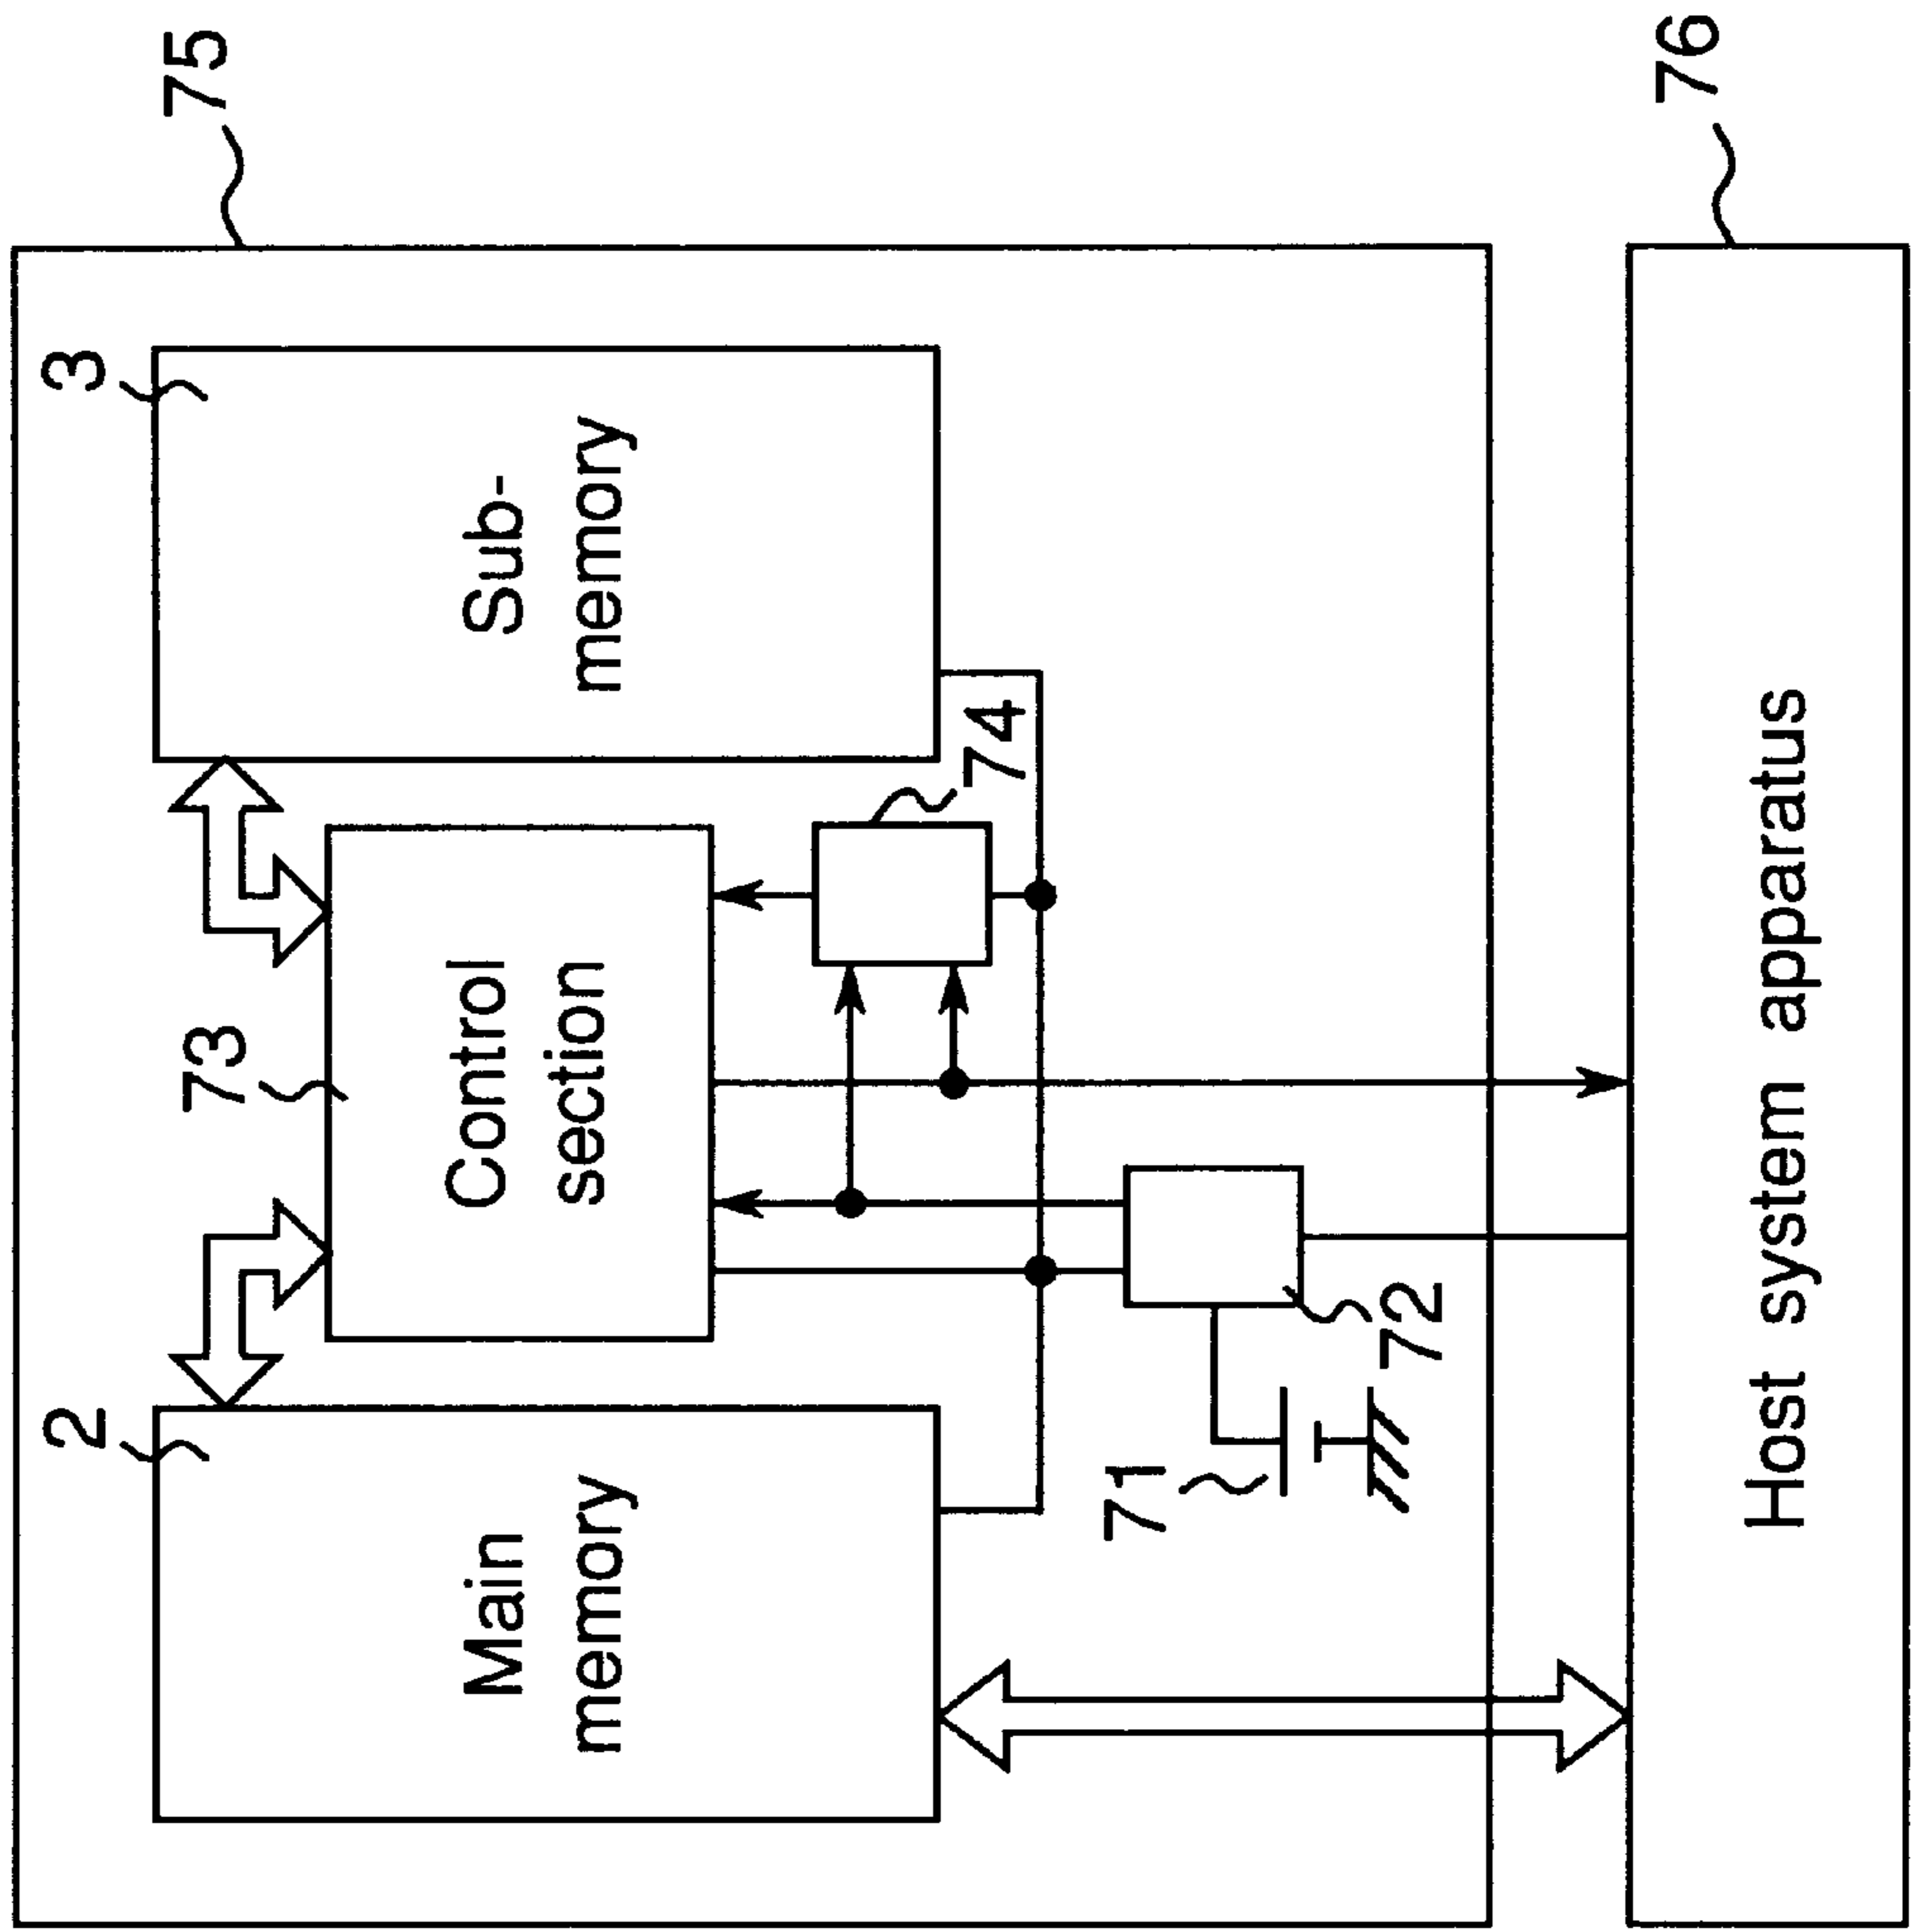 75
3
2
73
Main
memory
Control
section
Sub-
memory
74
71
72
76
Host system apparatus